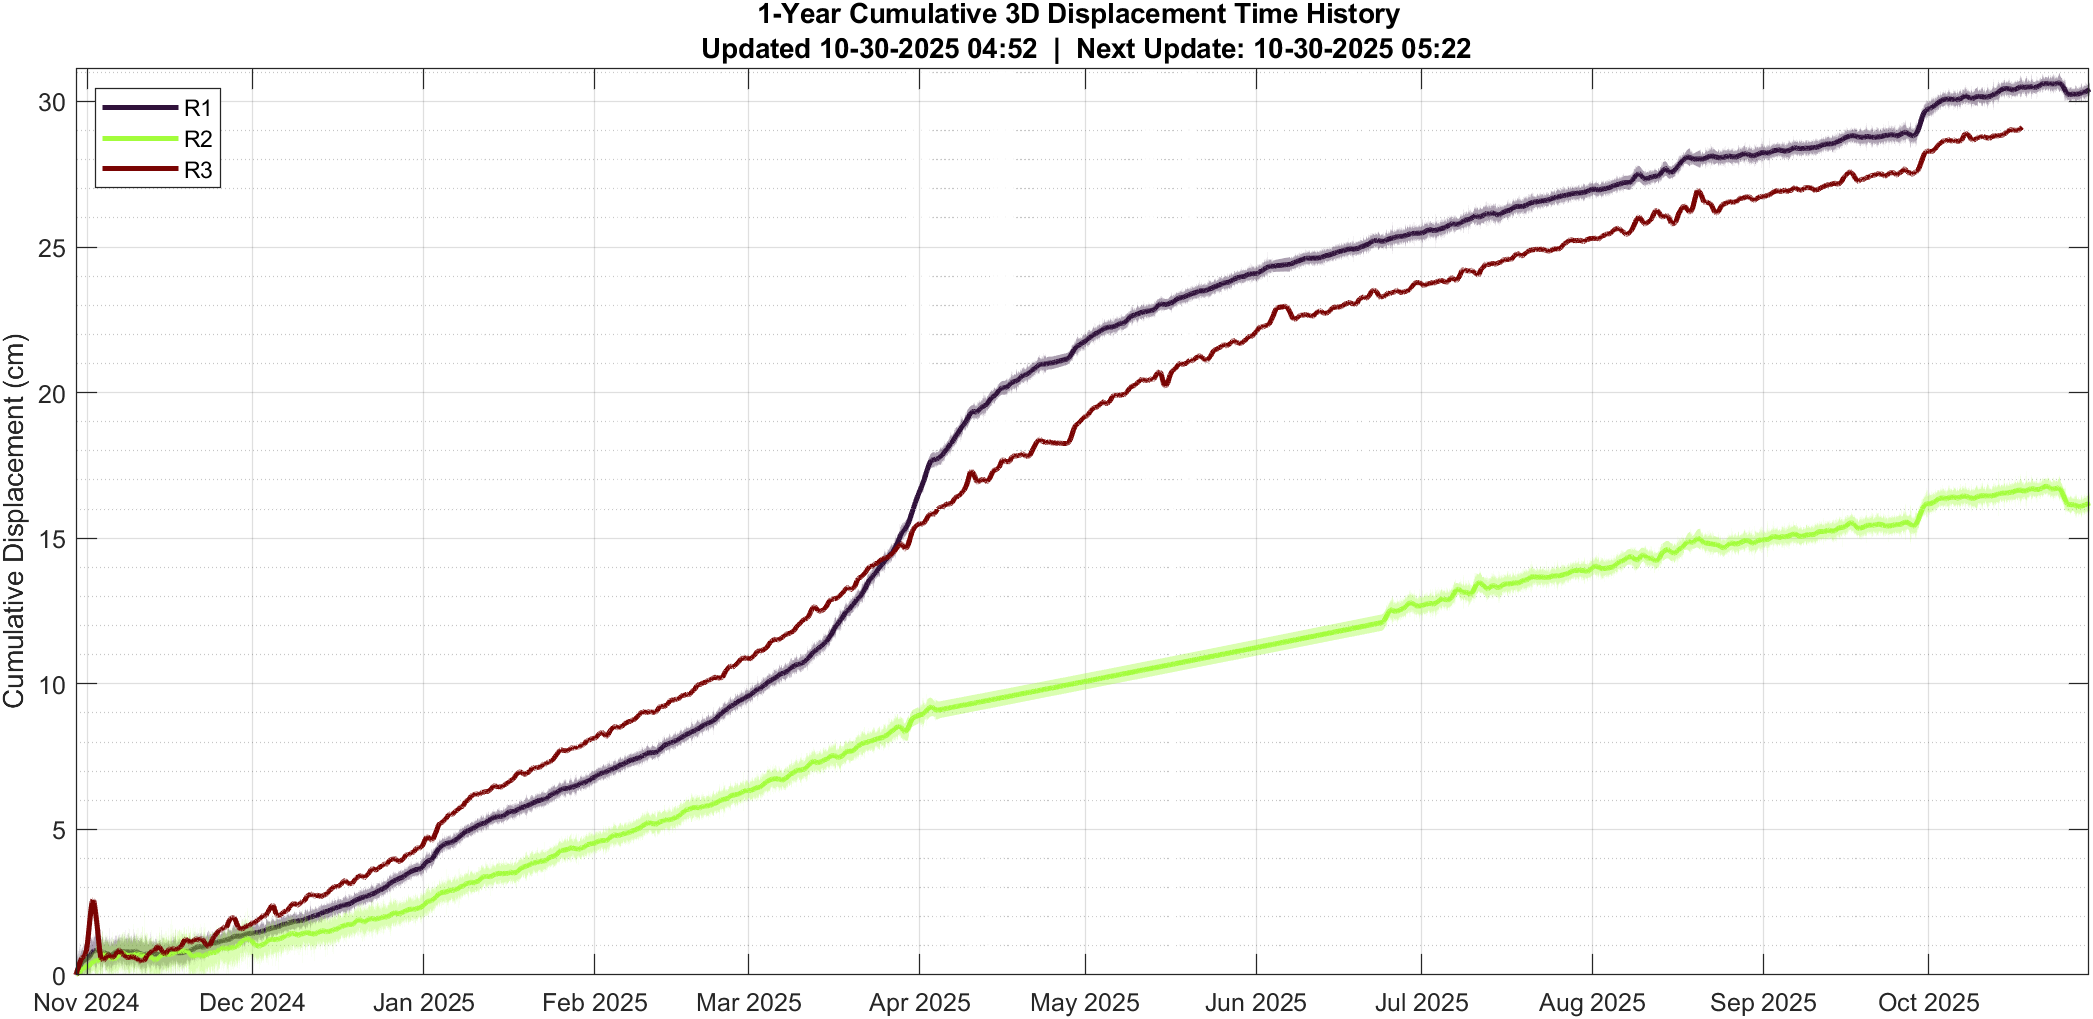 1-Year Cumulative 3D Displacement Time History
Updated 10-30-2025 04:52 | Next Update: 10-30-2025 05:22
R1
R2
R3
Cumulative Displacement (cm)
30
25
20
15
10
5
0
Nov 2024 Dec 2024 Jan 2025 Feb 2025 Mar 2025 Apr 2025 May 2025 Jun 2025 Jul 2025 Aug 2025 Sep 2025 Oct 2025